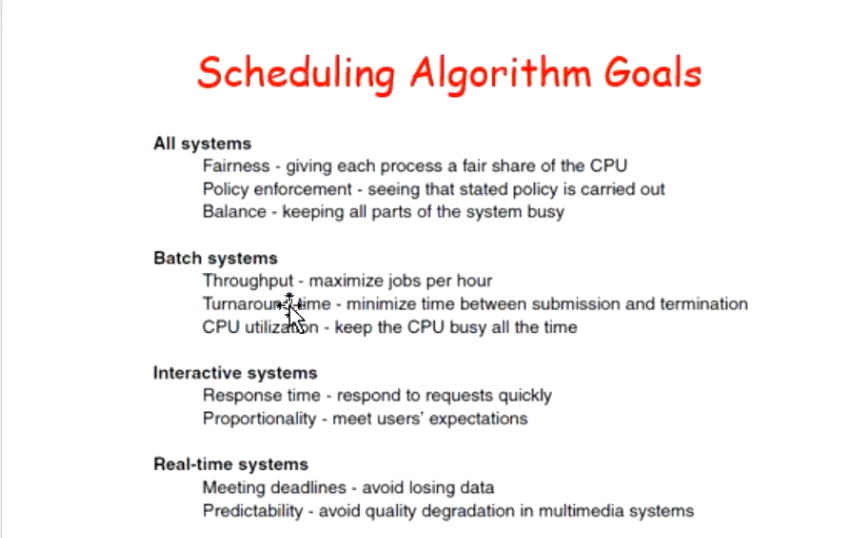 Scheduling Algorithm Goals
All systems
Fairness - giving each process a fair share of the CPU
Policy enforcement - seeing that stated policy is carried out
Balance - keeping all parts of the system busy
Batch systems
Throughput - maximize jobs per hour
Turnaround time - minimize time between submission and termination
CPU utilization - keep the CPU busy all the time
Interactive systems
Response time - respond to requests quickly
Proportionality - meet users’ expectations
Real-time systems
Meeting deadlines - avoid losing data
Predictability - avoid quality degradation in multimedia systems